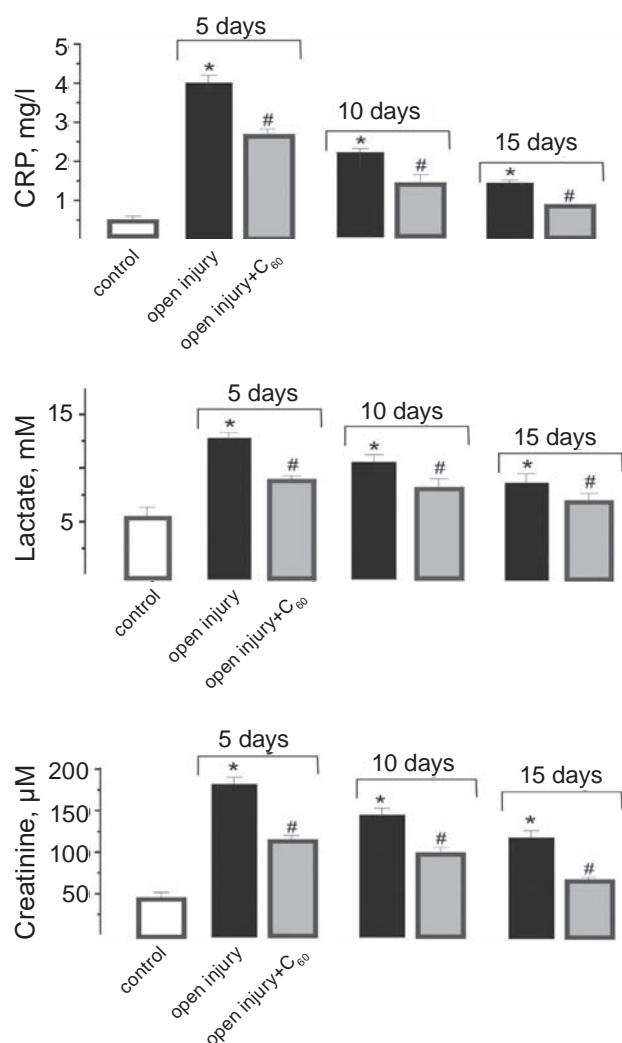 5 days
5
4
3
2
1
CRP, mg/l
*
#
10 days
*
#
15 days
*
#
control
open injury
open injury+C₆₀
5 days
15
5
Lactate, mM
*
#
10 days
*
#
15 days
*
#
control
open injury
open injury+C₆₀
5 days
200
150
100
50
Creatinine, µM
*
#
10 days
*
#
15 days
*
#
control
open injury
open injury+C₆₀